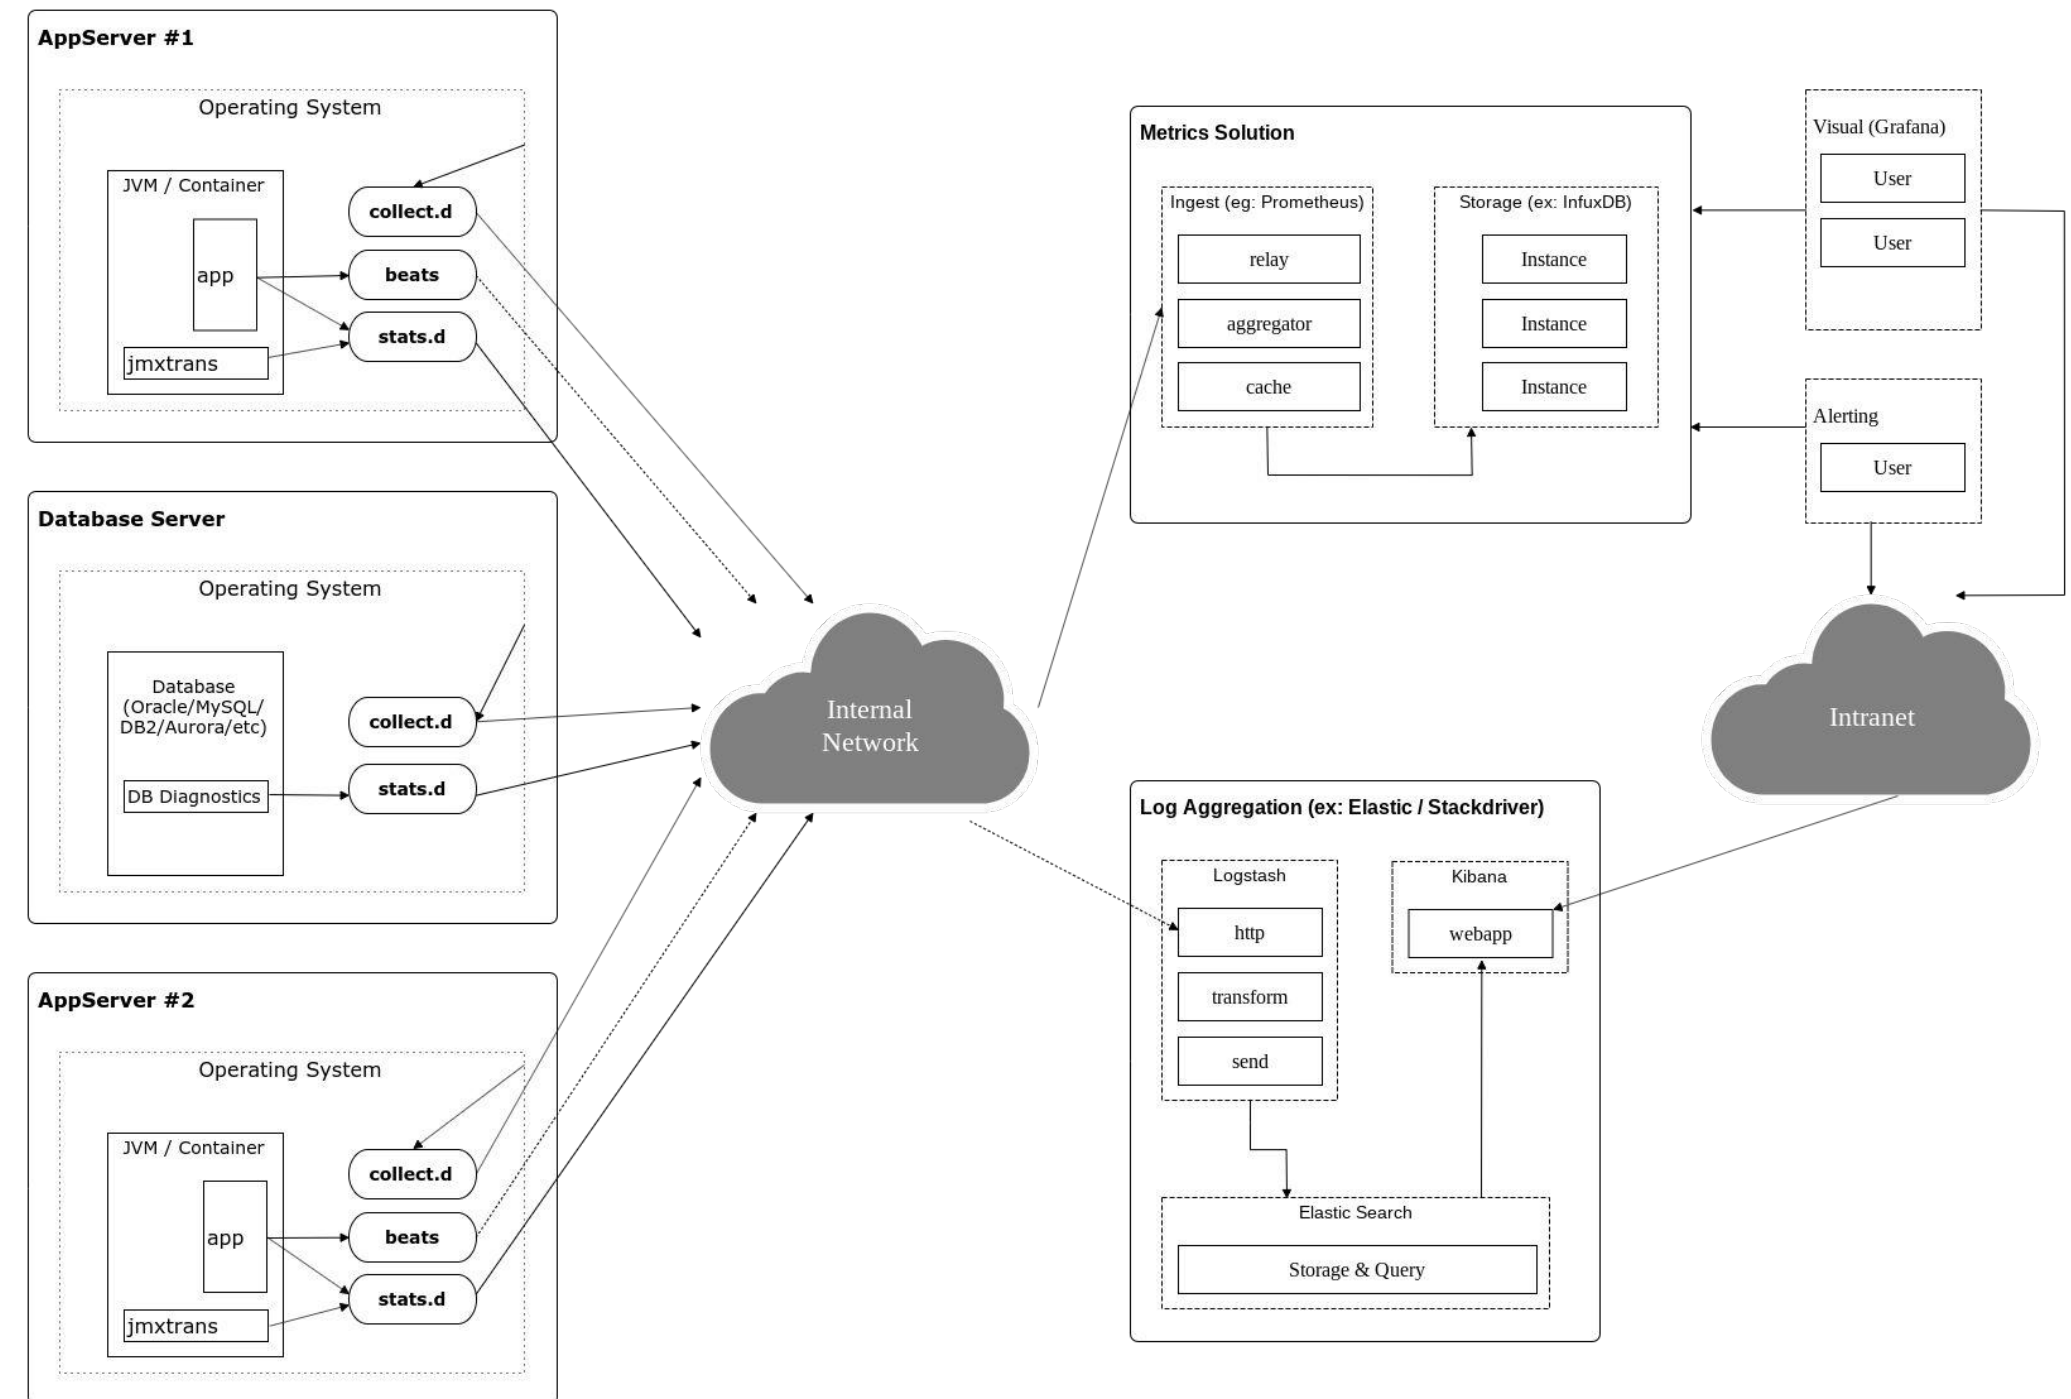 AppServer #1
Operating System
JVM / Container
app
jmxtrans
collect.d
beats
stats.d
Database Server
Operating System
Database
(Oracle/MySQL/
DB2/Aurora/etc)
DB Diagnostics
collect.d
stats.d
AppServer #2
Operating System
JVM / Container
app
jmxtrans
collect.d
beats
stats.d
Internal
Network
Metrics Solution
Ingest (eg: Prometheus)
relay
aggregator
cache
Storage (ex: InfuxDB)
Instance
Instance
Instance
Visual (Grafana)
User
User
Alerting
User
Intranet
Log Aggregation (ex: Elastic / Stackdriver)
Logstash
http
transform
send
Kibana
webapp
Elastic Search
Storage & Query